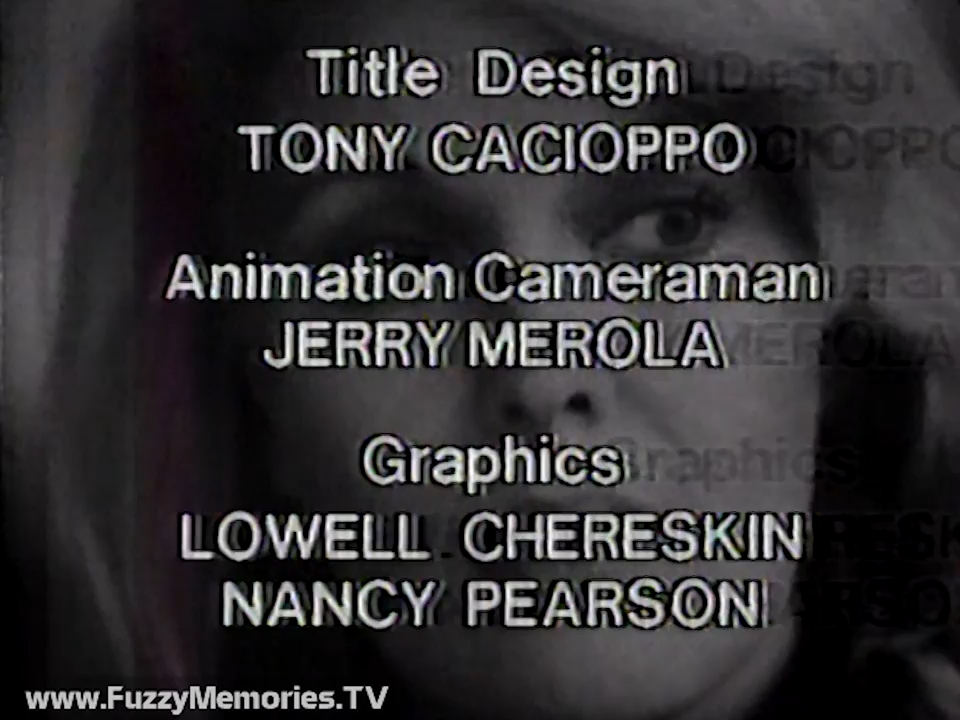 Title Design
TONY CACIOPPO
Animation Cameraman
JERRY MEROLA
Graphics
LOWELL CHERESKIN
NANCY PEARSON
www.FuzzyMemories.TV